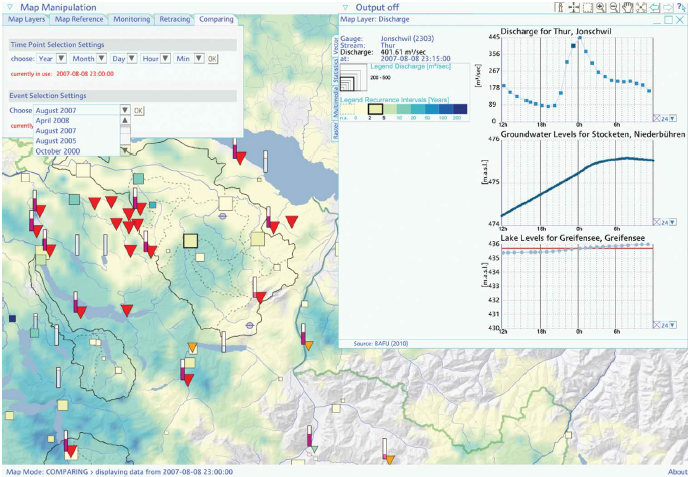 Map Manipulation
Map Layers
Map Reference
Monitoring
Retracing
Comparing
Time Point Selection Settings
choose: Year Month Day Hour Min OK
currently in use: 2007-08-08 23:00:00
Event Selection Settings
Choose August 2007 OK
currently
April 2008
August 2007
August 2005
October 2000
Output off
Map Layer: Discharge
Gauge: Jonschwil (2303)
Stream: Thur
Discharge: 401.61 m³/sec
at: 2007-08-08 23:15:00
Legend Discharge [m³/sec]
200 - 500
Legend Recurrence Intervals [Years]
n.a. 0 2 5 10 20 50 100 200
Raster Multimedia Statistics Vector
Discharge for Thur, Jonschwil
[m³/sec]
445
356
267
178
89
0
24
Groundwater Levels for Stocketen, Niederbühren
[m.a.s.l.]
476
475
474
24
Lake Levels for Greifensee, Greifensee
[m.a.s.l.]
436
435
434
433
432
431
430
12h 18h 0h 6h
24
Source: BAFU (2010)
Map Mode: COMPARING > displaying data from 2007-08-08 23:00:00
About